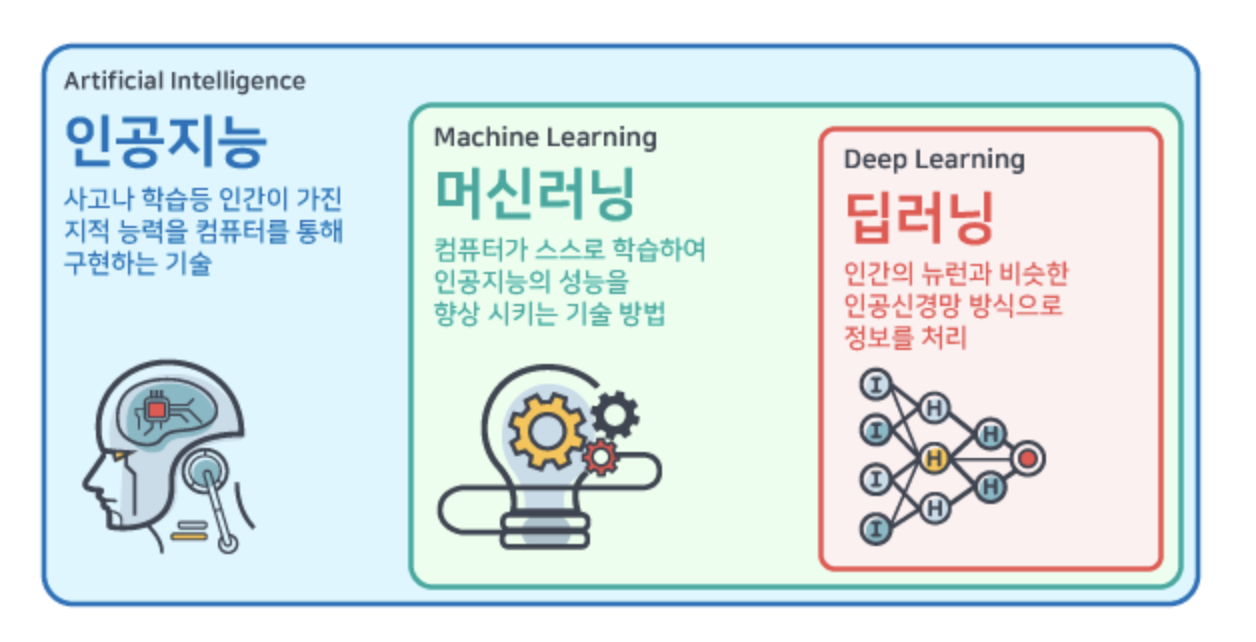 Artificial Intelligence
인공지능
사고나 학습등 인간이 가진
지적 능력을 컴퓨터를 통해
구현하는 기술
Machine Learning
머신러닝
컴퓨터가 스스로 학습하여
인공지능의 성능을
향상 시키는 기술 방법
Deep Learning
딥러닝
인간의 뉴런과 비슷한
인공신경망 방식으로
정보를 처리
I
H
I
H
H
I
H
H
I